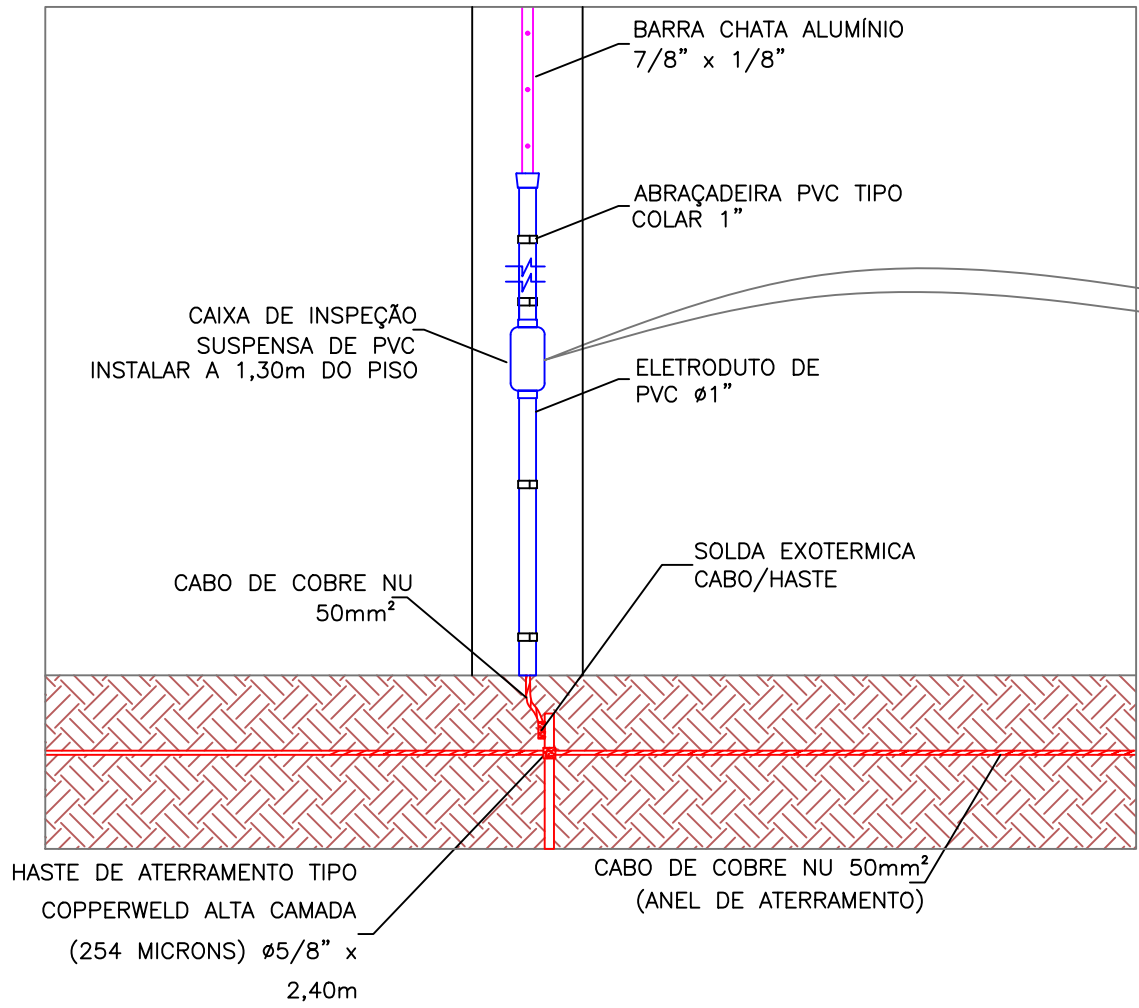 BARRA CHATA ALUMÍNIO
7/8” x 1/8”
ABRAÇADEIRA PVC TIPO
COLAR 1”
CAIXA DE INSPEÇÃO
SUSPENSA DE PVC
INSTALAR A 1,30m DO PISO
ELETRODUTO DE
PVC ø1”
SOLDA EXOTERMICA
CABO/HASTE
CABO DE COBRE NU
50mm²
HASTE DE ATERRAMENTO TIPO
COPPERWELD ALTA CAMADA
(254 MICRONS) ø5/8” x
2,40m
CABO DE COBRE NU 50mm²
(ANEL DE ATERRAMENTO)